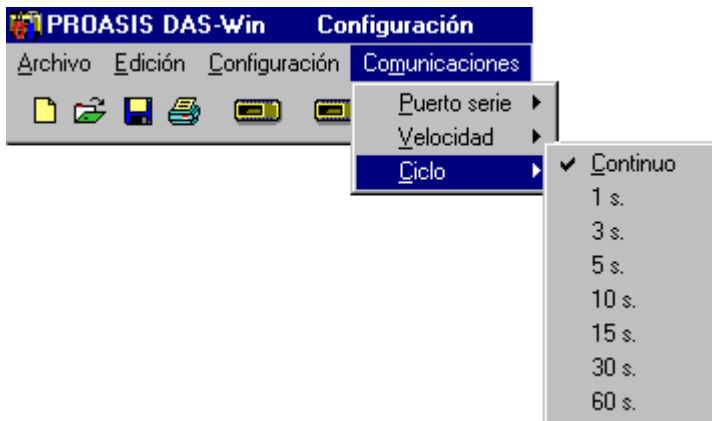 PROASIS DAS-Win Configuración
Archivo Edición Configuración Comunicaciones
Puerto serie
Velocidad
Ciclo
Continuo
1 s.
3 s.
5 s.
10 s.
15 s.
30 s.
60 s.